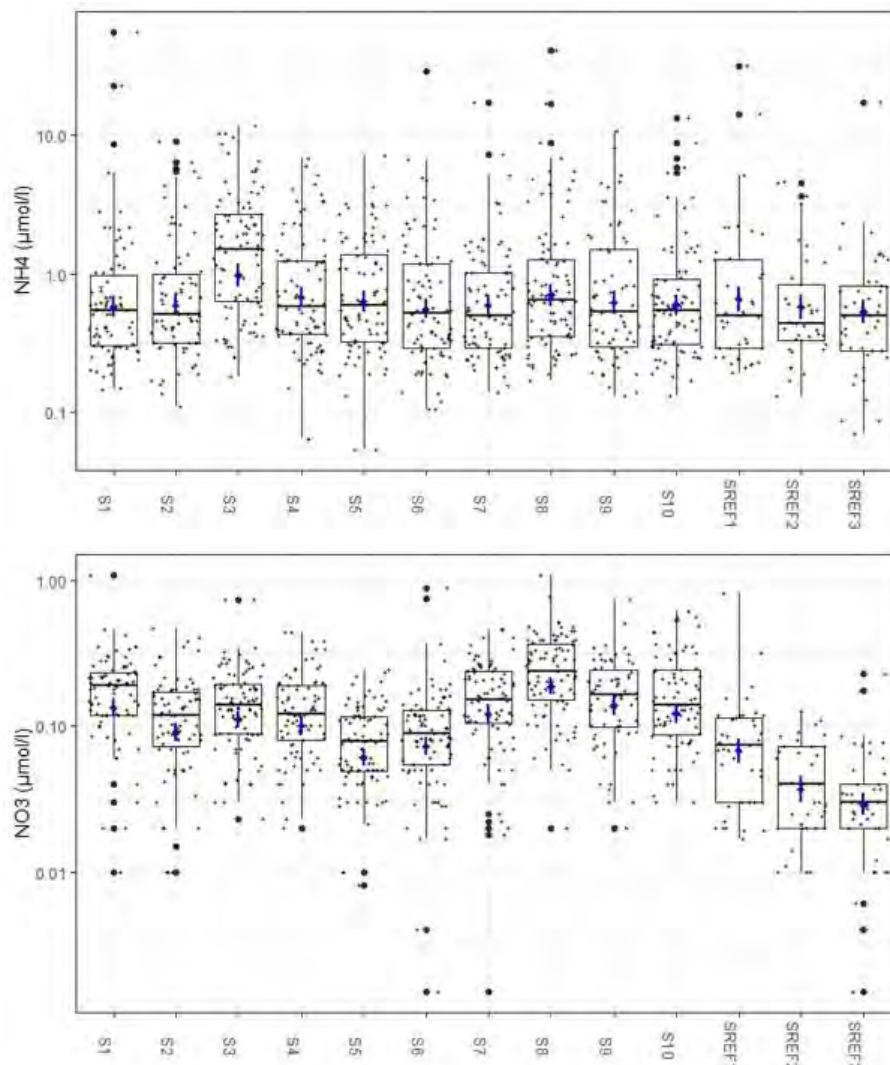 NH4 (µmol/l)
10.0
1.0
0.1
S1 S2 S3 S4 S5 S6 S7 S8 S9 S10 SREF1 SREF2 SREF3
NO3 (µmol/l)
1.00
0.10
0.01
S1 S2 S3 S4 S5 S6 S7 S8 S9 S10